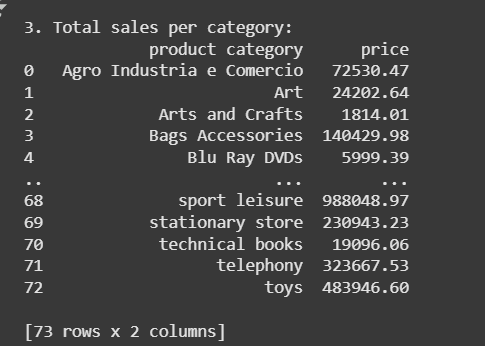 3. Total sales per category:
product category price
0 Agro Industria e Comercio 72530.47
1 Art 24202.64
2 Arts and Crafts 1814.01
3 Bags Accessories 140429.98
4 Blu Ray DVDs 5999.39
.. ... ...
68 sport leisure 988048.97
69 stationary store 230943.23
70 technical books 19096.06
71 telephony 323667.53
72 toys 483946.60
[73 rows x 2 columns]